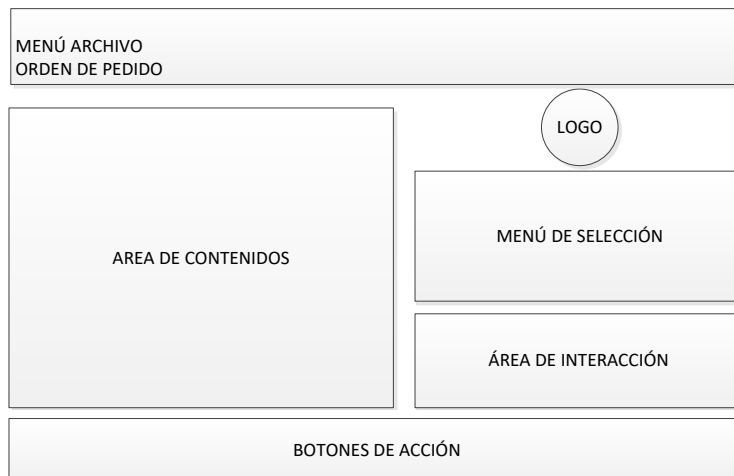 MENÚ ARCHIVO
ORDEN DE PEDIDO
LOGO
AREA DE CONTENIDOS
MENÚ DE SELECCIÓN
ÁREA DE INTERACCIÓN
BOTONES DE ACCIÓN